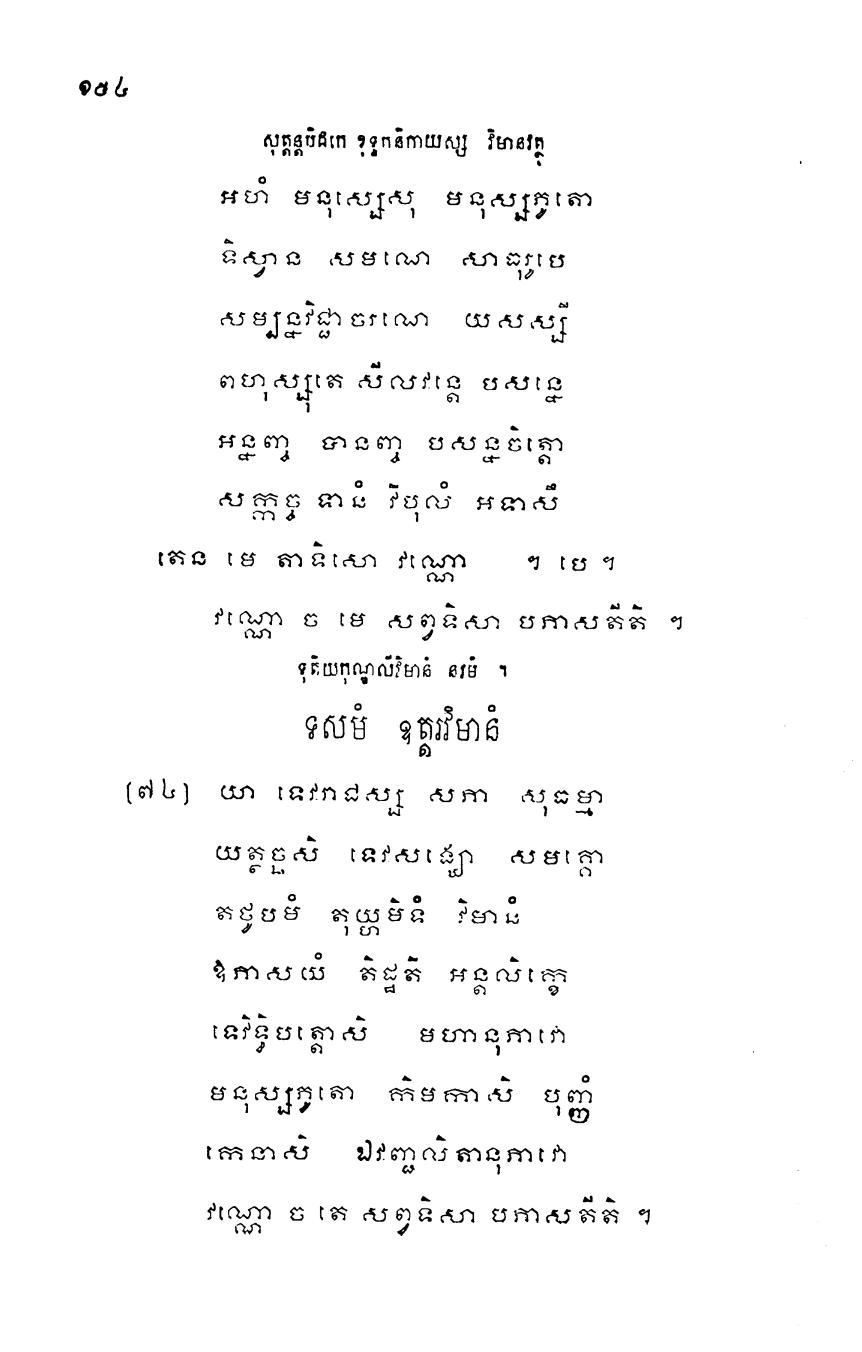 ១៥៤
សុត្តន្តបិដកេ ខុទ្ទកនិកាយស្ស វិមានវត្ថុ
អហំ មនុស្សេសុ មនុស្សភូតោ
ទិស្វាន សមណេ សាធុរូបេ
សម្បន្នវិជ្ជាចរណេ យសស្សី
ពហុស្សុតេ សីលវន្តេ បសន្នេ
អន្នញ្ច បានញ្ច បសន្នចិត្តោ
សក្កច្ច ទានំ វិបុលំ អទាសឹ
តេន មេ តាទិសោ វណ្ណោ ។ បេ ។
វណ្ណោ ច មេ សព្វទិសា បភាសតីតិ ។
ទុតិយកុណ្ឌលីវិមានំ នវមំ ។
ទសមំ ឧត្តរវិមានំ
(៧៤) យា ទេវរាជស្ស សភា សុធម្មា
យត្ថច្ឆសិ ទេវសង្ឃោ សមគ្គោ
តថូបមំ តុយ្ហមិទំ វិមានំ
ឱភាសយំ តិដ្ឋតិ អន្តលិក្ខេ
ទេវិទ្ធិបត្តោសិ មហានុភាវោ
មនុស្សភូតោ កិមកាសិ បុញ្ញំ
កេនាសិ ឯវញ្ជលិតានុភាវោ
វណ្ណោ ច តេ សព្វទិសា បភាសតីតិ ។